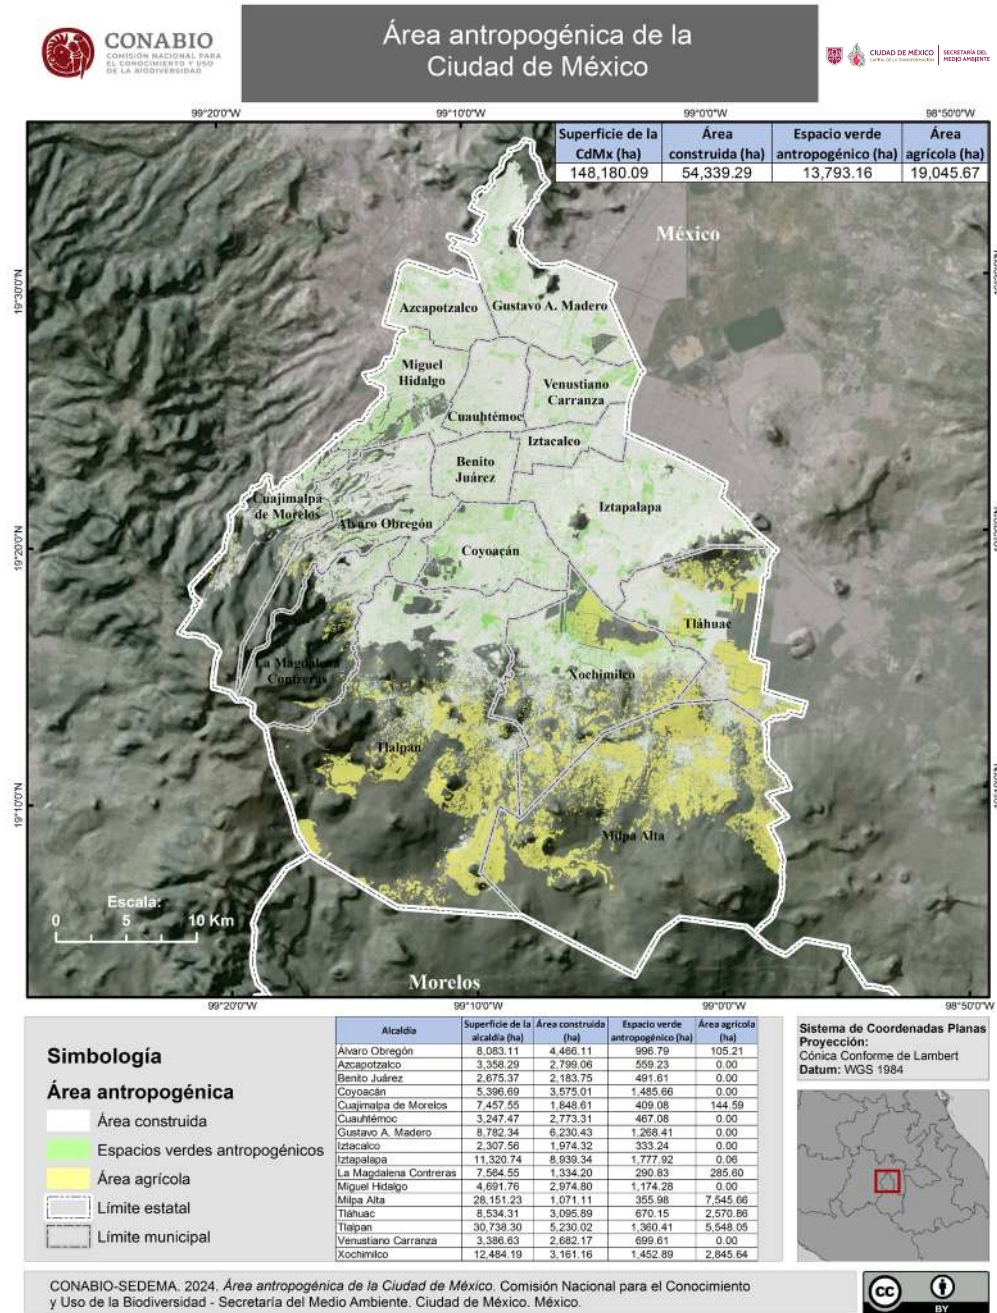 CONABIO
COMISIÓN NACIONAL PARA
EL CONOCIMIENTO Y USO
DE LA BIODIVERSIDAD
Área antropogénica de la
Ciudad de México
CIUDAD DE MÉXICO
CAPITAL DE LA TRANSFORMACIÓN
SECRETARÍA DEL
MEDIO AMBIENTE
99°20'0"W 99°10'0"W 99°0'0"W 98°50'0"W
Superficie de la CdMx (ha) Área construida (ha) Espacio verde antropogénico (ha) Área agrícola (ha)
148,180.09 54,339.29 13,793.16 19,045.67
México
19°30'0"N
Azcapotzalco
Gustavo A. Madero
Miguel
Hidalgo
Venustiano
Carranza
Cuauhtémoc
Iztacalco
Benito
Juárez
Cuajimalpa
de Morelos
Iztapalapa
Álvaro Obregón
19°20'0"N
Coyoacán
Tláhuac
La Magdalena
Contreras
Xochimilco
Tlalpan
19°10'0"N
Milpa Alta
Escala:
0 5 10 Km
Morelos
99°20'0"W 99°10'0"W 99°0'0"W 98°50'0"W
Simbología
Área antropogénica
Área construida
Espacios verdes antropogénicos
Área agrícola
Límite estatal
Límite municipal
Alcaldía Superficie de la alcaldía (ha) Área construida (ha) Espacio verde antropogénico (ha) Área agrícola (ha)
Álvaro Obregón 8,083.11 4,466.11 996.79 105.21
Azcapotzalco 3,358.29 2,799.06 559.23 0.00
Benito Juárez 2,675.37 2,183.75 491.61 0.00
Coyoacán 5,396.69 3,575.01 1,485.66 0.00
Cuajimalpa de Morelos 7,457.55 1,848.61 409.08 144.59
Cuauhtémoc 3,247.47 2,773.31 467.08 0.00
Gustavo A. Madero 8,782.34 6,230.43 1,268.41 0.00
Iztacalco 2,307.56 1,974.32 333.24 0.00
Iztapalapa 11,320.74 8,939.34 1,777.92 0.06
La Magdalena Contreras 7,564.55 1,334.20 290.83 285.60
Miguel Hidalgo 4,691.76 2,974.80 1,174.28 0.00
Milpa Alta 28,151.23 1,071.11 355.98 7,545.66
Tláhuac 8,534.31 3,095.89 670.15 2,570.86
Tlalpan 30,738.30 5,230.02 1,360.41 5,548.05
Venustiano Carranza 3,386.63 2,682.17 699.61 0.00
Xochimilco 12,484.19 3,161.16 1,452.89 2,845.64
Sistema de Coordenadas Planas
Proyección:
Cónica Conforme de Lambert
Datum: WGS 1984
CONABIO-SEDEMA. 2024. Área antropogénica de la Ciudad de México. Comisión Nacional para el Conocimiento
y Uso de la Biodiversidad - Secretaría del Medio Ambiente. Ciudad de México. México.
cc
BY